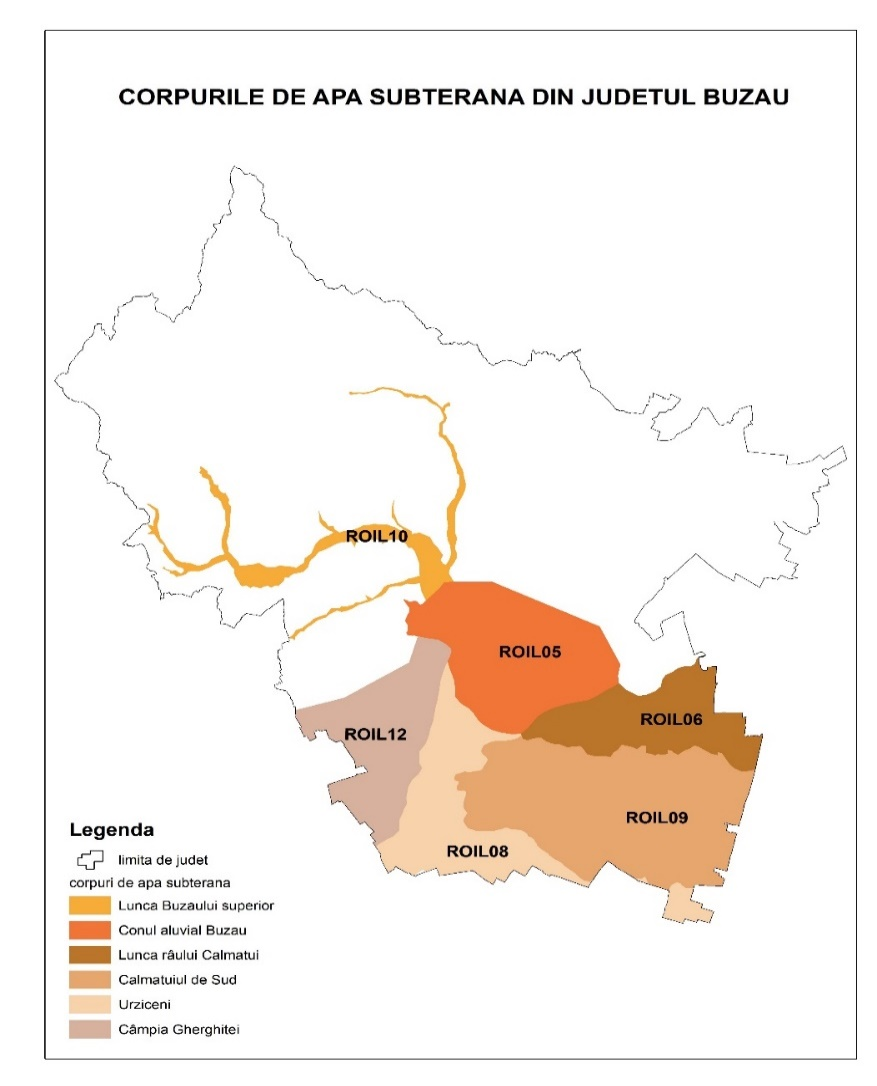 CORPURILE DE APA SUBTERANA DIN JUDETUL BUZAU
ROIL10
ROIL05
ROIL06
ROIL12
ROIL09
ROIL08
Legenda
limita de judet
corpuri de apa subterana
Lunca Buzaului superior
Conul aluvial Buzau
Lunca râului Calmatui
Calmatuiul de Sud
Urziceni
Câmpia Gherghitei